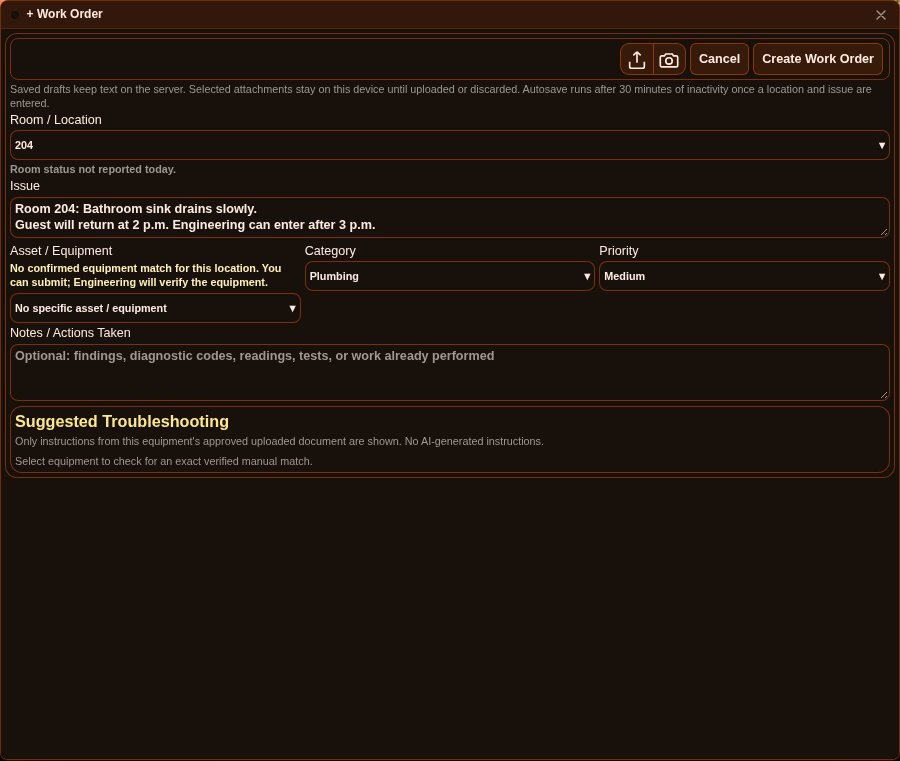 + Work Order
Cancel
Create Work Order
Saved drafts keep text on the server. Selected attachments stay on this device until uploaded or discarded. Autosave runs after 30 minutes of inactivity once a location and issue are
entered.
Room / Location
204
Room status not reported today.
Issue
Room 204: Bathroom sink drains slowly.
Guest will return at 2 p.m. Engineering can enter after 3 p.m.
Asset / Equipment
No confirmed equipment match for this location. You
can submit; Engineering will verify the equipment.
No specific asset / equipment
Category
Plumbing
Priority
Medium
Notes / Actions Taken
Optional: findings, diagnostic codes, readings, tests, or work already performed
Suggested Troubleshooting
Only instructions from this equipment's approved uploaded document are shown. No AI-generated instructions.
Select equipment to check for an exact verified manual match.